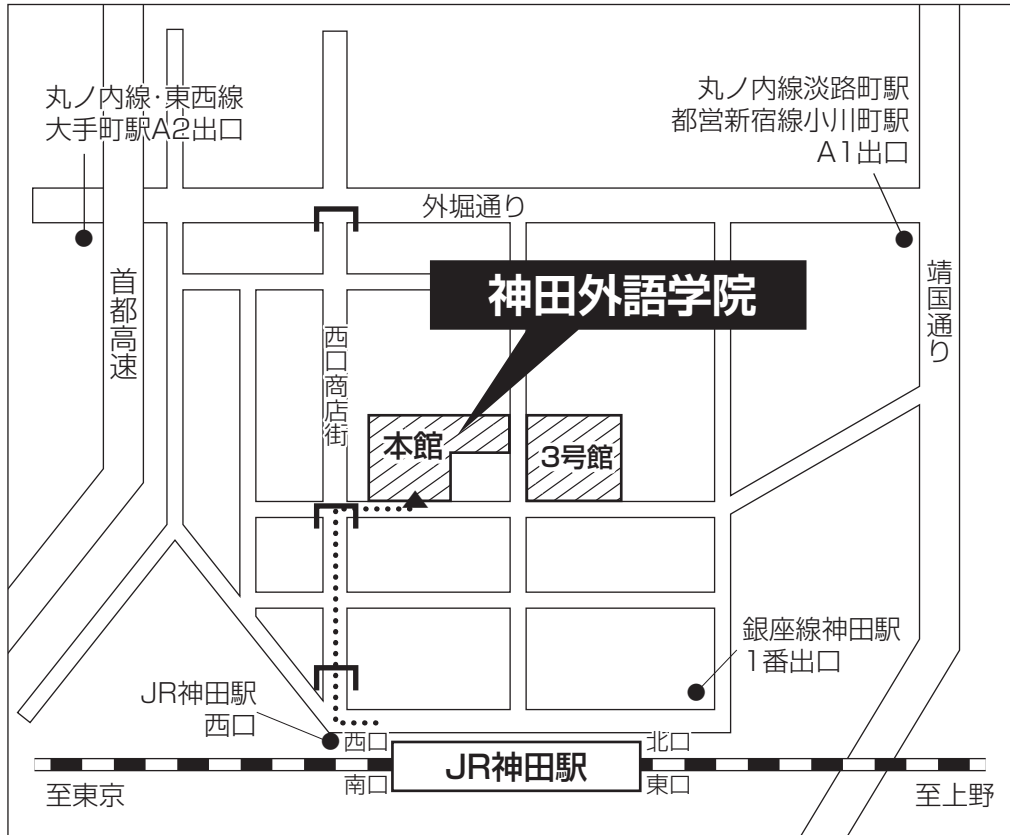 丸ノ内線・東西線
大手町駅A2出口
丸ノ内線淡路町駅
都営新宿線小川町駅
A1出口
外堀通り
神田外語学院
首都高速
靖国通り
西口商店街
本館
3号館
銀座線神田駅
1番出口
JR神田駅
西口
西口
北口
JR神田駅
南口
東口
至東京
至上野